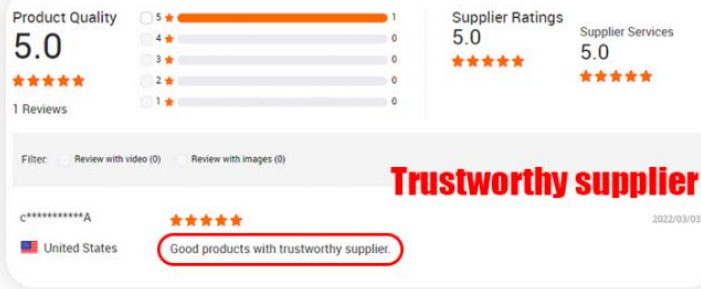 Product Quality
5.0
1 Reviews
5 1
4 0
3 0
2 0
1 0
Supplier Ratings
5.0
Supplier Services
5.0
Filter: Review with video (0) Review with images (0)
Trustworthy supplier
c***********A
2022/03/03
United States
Good products with trustworthy supplier.